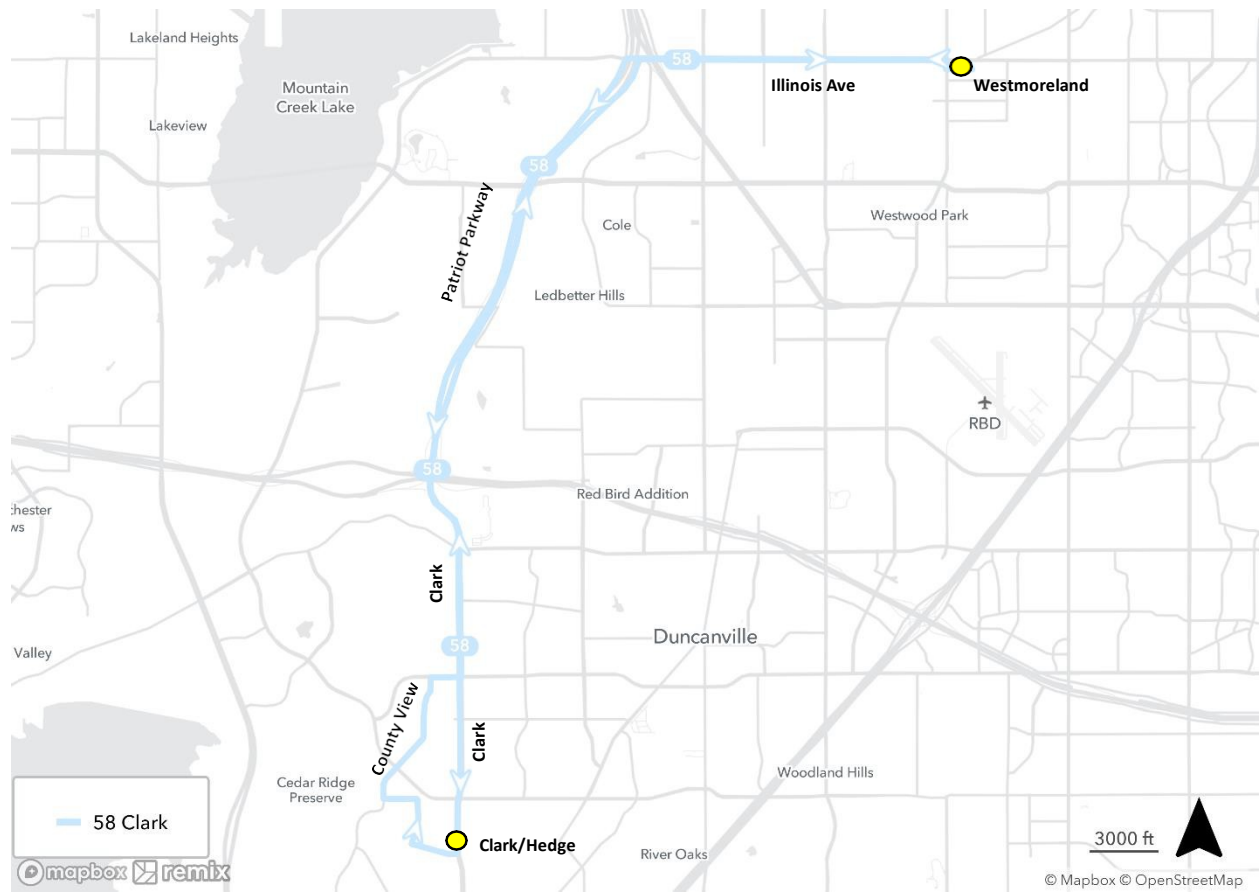 Lakeland Heights
Mountain
Creek Lake
Lakeview
58
Illinois Ave
Westmoreland
58
Patriot Parkway
Cole
Westwood Park
Ledbetter Hills
RBD
58
Red Bird Addition
chester
ws
Clark
58
Duncanville
Valley
County View
Clark
Cedar Ridge
Preserve
Woodland Hills
58 Clark
Clark/Hedge
River Oaks
3000 ft
mapbox remix
© Mapbox © OpenStreetMap